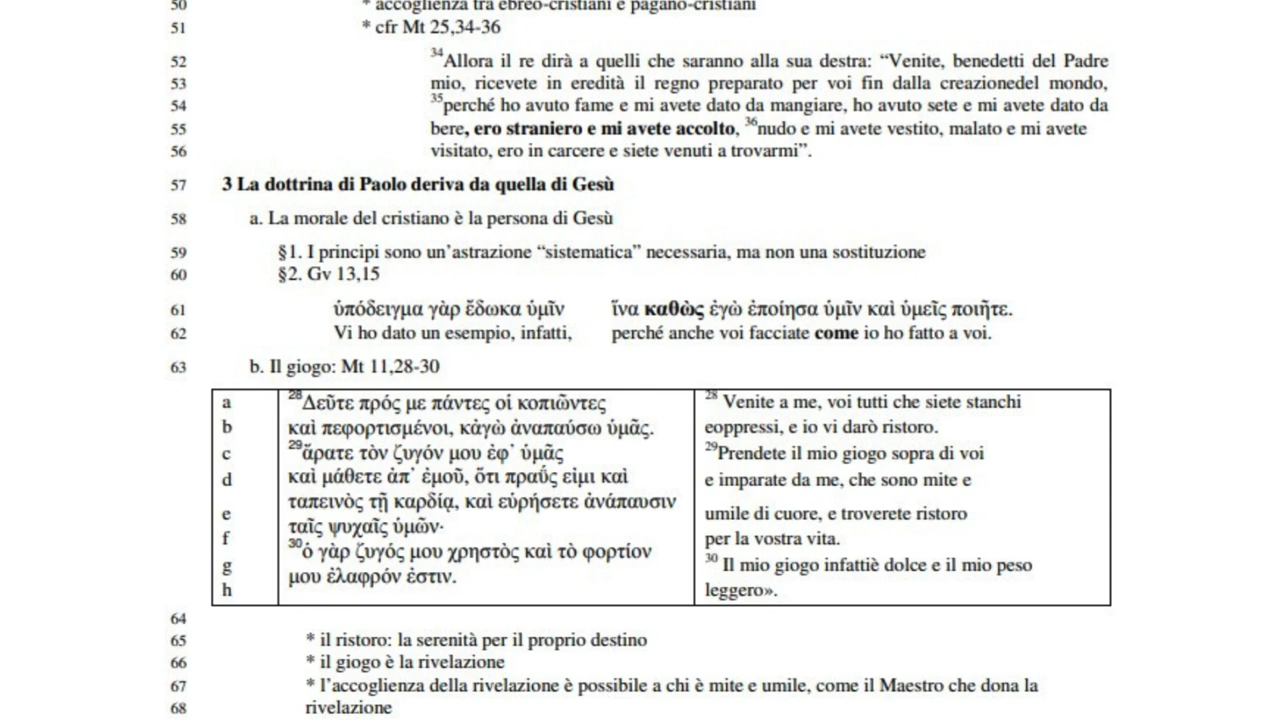 50 * accoglienza tra ebreo-cristiani e pagano-cristiani
51 * cfr Mt 25,34-36
52 34Allora il re dirà a quelli che saranno alla sua destra: “Venite, benedetti del Padre
53 mio, ricevete in eredità il regno preparato per voi fin dalla creazionedel mondo,
54 35perché ho avuto fame e mi avete dato da mangiare, ho avuto sete e mi avete dato da
55 bere, ero straniero e mi avete accolto, 36nudo e mi avete vestito, malato e mi avete
56 visitato, ero in carcere e siete venuti a trovarmi”.
57 3 La dottrina di Paolo deriva da quella di Gesù
58 a. La morale del cristiano è la persona di Gesù
59 §1. I principi sono un’astrazione “sistematica” necessaria, ma non una sostituzione
60 §2. Gv 13,15
61 ὑπόδειγμα γὰρ ἔδωκα ὑμῖν ἵνα καθὼς ἐγὼ ἐποίησα ὑμῖν καὶ ὑμεῖς ποιῆτε.
62 Vi ho dato un esempio, infatti, perché anche voi facciate come io ho fatto a voi.
63 b. Il giogo: Mt 11,28-30
a 28Δεῦτε πρός με πάντες οἱ κοπιῶντες 28 Venite a me, voi tutti che siete stanchi
b καὶ πεφορτισμένοι, κἀγὼ ἀναπαύσω ὑμᾶς. eoppressi, e io vi darò ristoro.
c 29ἄρατε τὸν ζυγόν μου ἐφ᾽ ὑμᾶς 29Prendete il mio giogo sopra di voi
d καὶ μάθετε ἀπ᾽ ἐμοῦ, ὅτι πραΰς εἰμι καὶ e imparate da me, che sono mite e
e ταπεινὸς τῇ καρδίᾳ, καὶ εὑρήσετε ἀνάπαυσιν umile di cuore, e troverete ristoro
f ταῖς ψυχαῖς ὑμῶν· per la vostra vita.
g 30ὁ γὰρ ζυγός μου χρηστὸς καὶ τὸ φορτίον 30 Il mio giogo infattiè dolce e il mio peso
h μου ἐλαφρόν ἐστιν. leggero».
64
65 * il ristoro: la serenità per il proprio destino
66 * il giogo è la rivelazione
67 * l’accoglienza della rivelazione è possibile a chi è mite e umile, come il Maestro che dona la
68 rivelazione